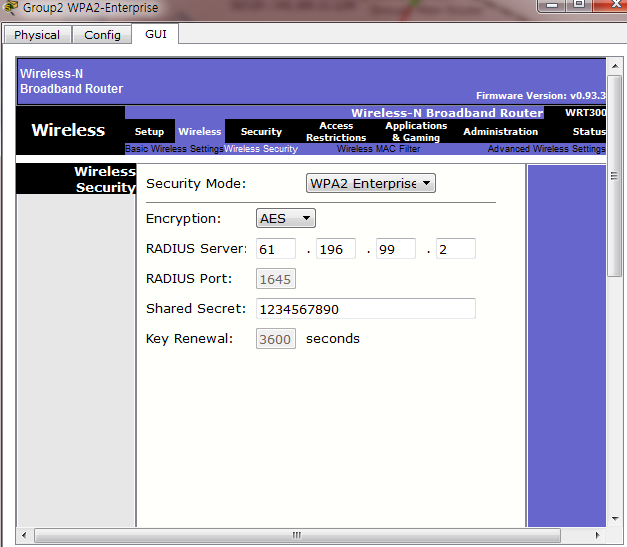 Group2 WPA2-Enterprise
Physical Config GUI
Wireless-N
Broadband Router
Firmware Version: v0.93.3
Wireless-N Broadband Router WRT300
Wireless
Setup Wireless Security Access Restrictions Applications & Gaming Administration Status
Basic Wireless Settings Wireless Security Wireless MAC Filter Advanced Wireless Settings
Wireless
Security
Security Mode: WPA2 Enterprise
Encryption: AES
RADIUS Server: 61 . 196 . 99 . 2
RADIUS Port: 1645
Shared Secret: 1234567890
Key Renewal: 3600 seconds